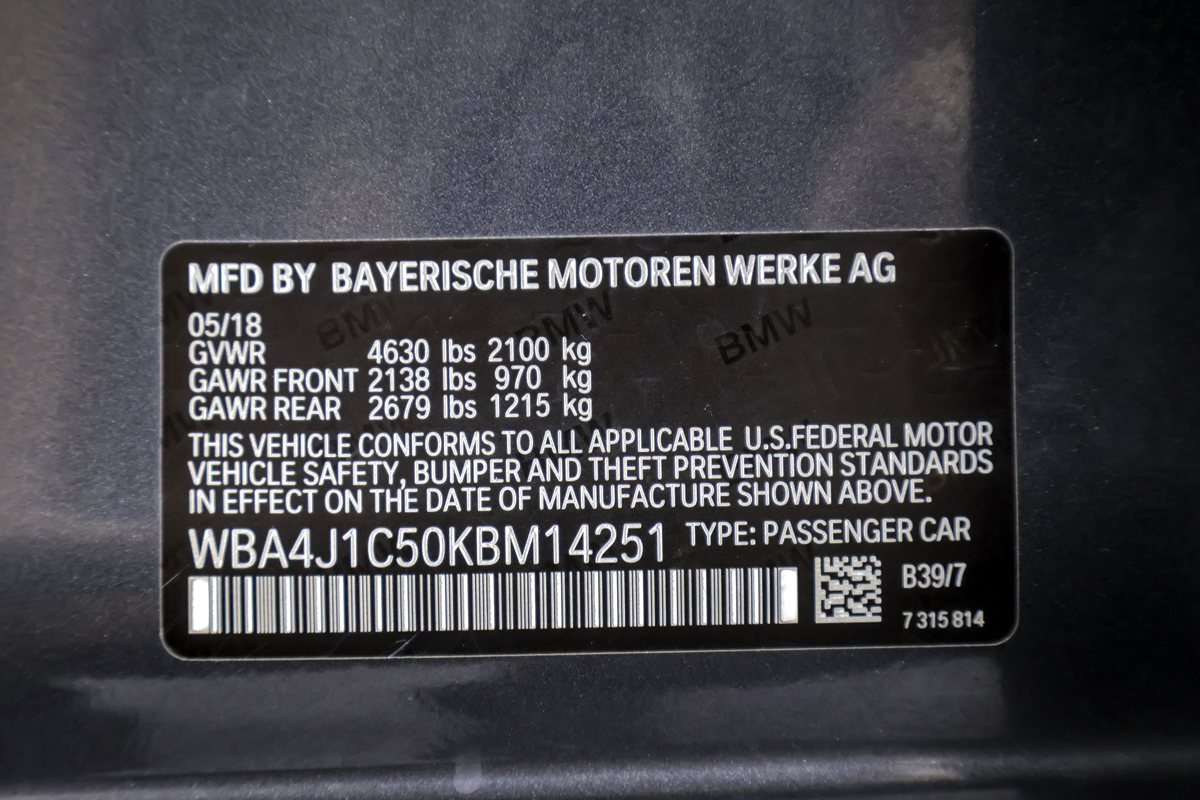 MFD BY BAYERISCHE MOTOREN WERKE AG
05/18
GVWR 4630 lbs 2100 kg
GAWR FRONT 2138 lbs 970 kg
GAWR REAR 2679 lbs 1215 kg
THIS VEHICLE CONFORMS TO ALL APPLICABLE U.S.FEDERAL MOTOR
VEHICLE SAFETY, BUMPER AND THEFT PREVENTION STANDARDS
IN EFFECT ON THE DATE OF MANUFACTURE SHOWN ABOVE.
WBA4J1C50KBM14251 TYPE: PASSENGER CAR
B39/7
7 315 814
BMW
BMW
BMW